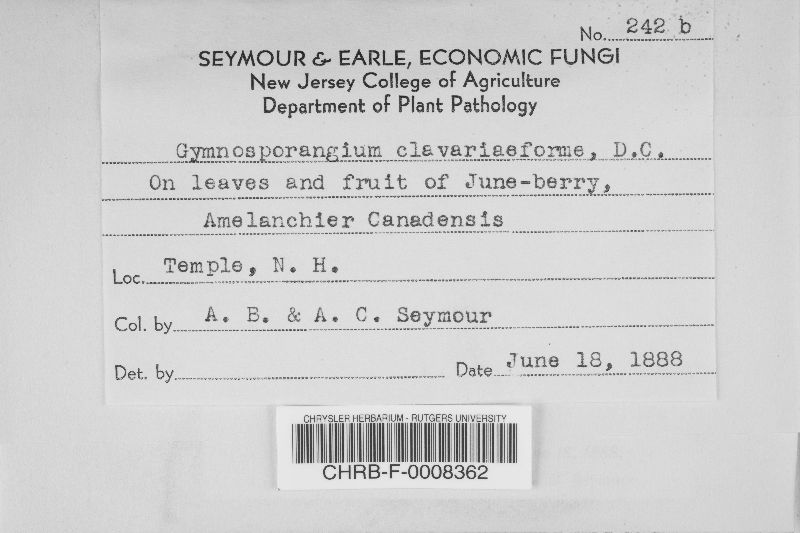 No. 242 b
SEYMOUR & EARLE, ECONOMIC FUNGI
New Jersey College of Agriculture
Department of Plant Pathology
Gymnosporangium clavariaeforme, D.C.
On leaves and fruit of June-berry,
Amelanchier Canadensis
Loc. Temple, N. H.
Col. by A. B. & A. C. Seymour
Det. by Date June 18, 1888
CHRYSLER HERBARIUM - RUTGERS UNIVERSITY
CHRB-F-0008362